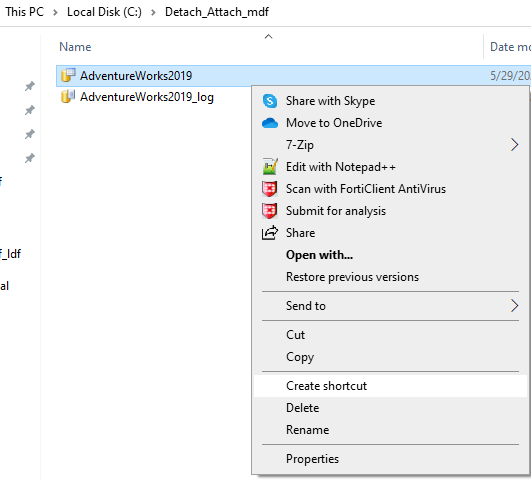 This PC > Local Disk (C:) > Detach_Attach_mdf
Name Date mo
AdventureWorks2019 5/29/20
AdventureWorks2019_log
Share with Skype
Move to OneDrive
7-Zip
Edit with Notepad++
Scan with FortiClient AntiVirus
Submit for analysis
Share
Open with...
f_ldf
Restore previous versions
al
Send to
Cut
Copy
Create shortcut
Delete
Rename
Properties